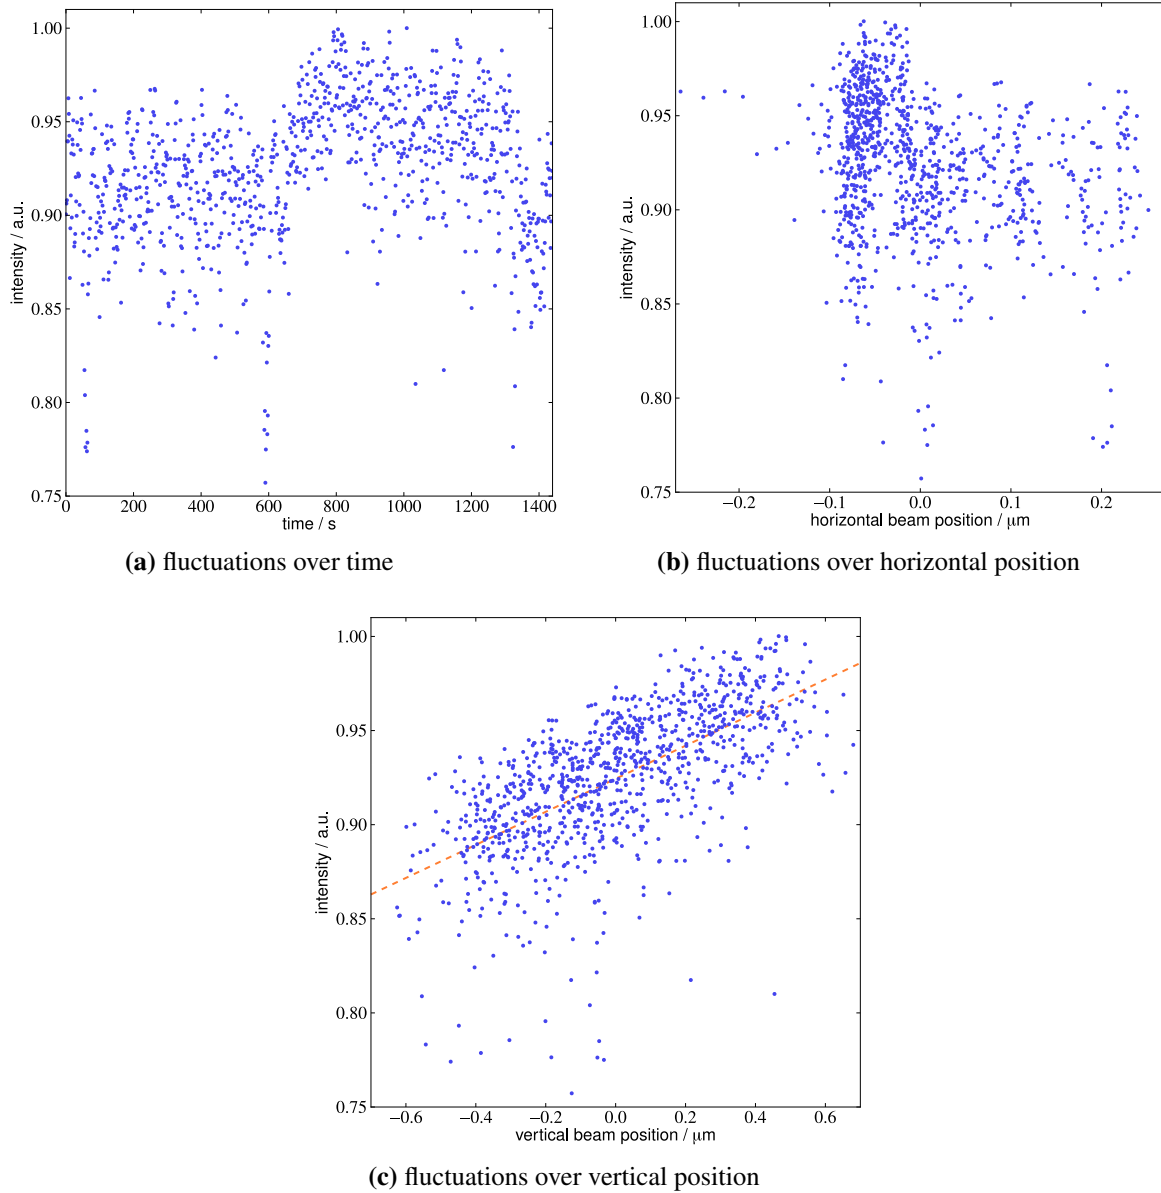 1.00
0.95
0.90
0.85
0.80
0.75
intensity / a.u.
0 200 400 600 800 1000 1200 1400
time / s
(a) fluctuations over time
1.00
0.95
0.90
0.85
0.80
0.75
intensity / a.u.
−0.2 −0.1 0.0 0.1 0.2
horizontal beam position / μm
(b) fluctuations over horizontal position
1.00
0.95
0.90
0.85
0.80
0.75
intensity / a.u.
−0.6 −0.4 −0.2 0.0 0.2 0.4 0.6
vertical beam position / μm
(c) fluctuations over vertical position